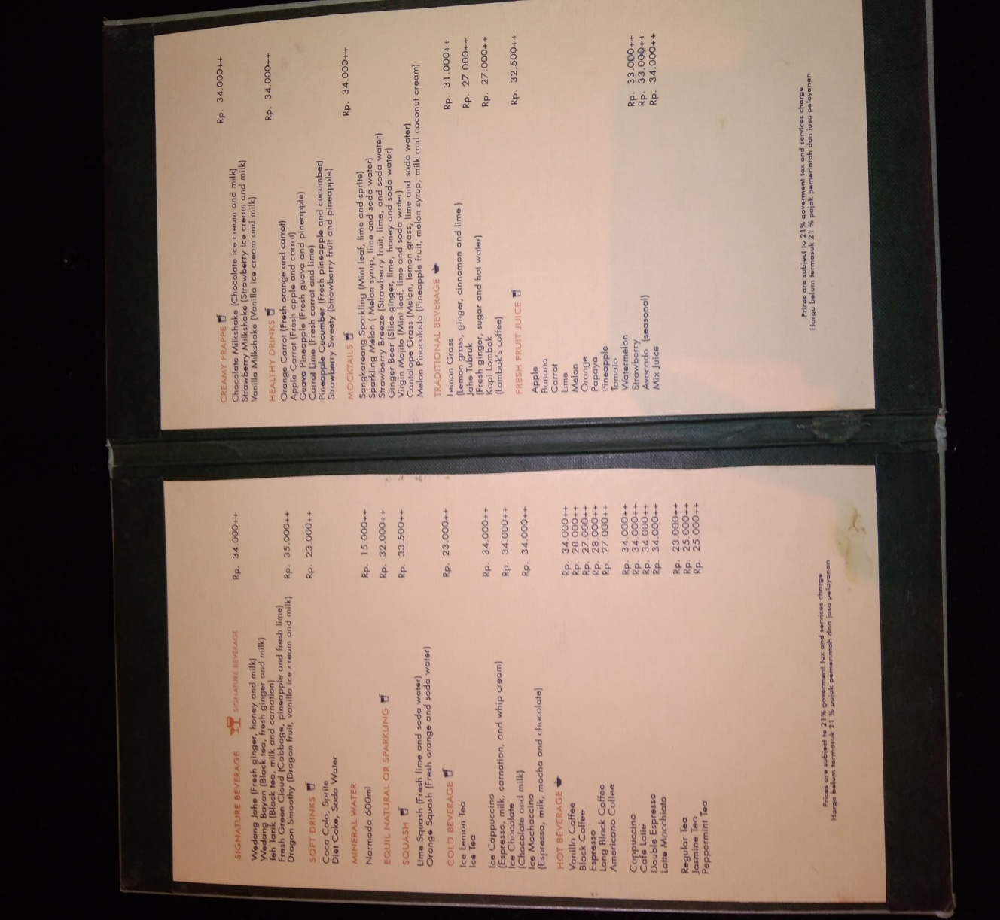 SIGNATURE BEVERAGE SIGNATURE BEVERAGE Rp. 34.000++
Wedang Jahe (Fresh ginger, honey and milk)
Wedang Bayan (Black tea, fresh ginger and milk)
Teh Tarik (Black tea, milk and carnation)
Fresh Green Cloud (Cabbage, pineapple and fresh lime)
Dragon Smoothy (Dragon fruit, vanilla ice cream and milk) Rp. 35.000++
SOFT DRINKS Rp. 23.000++
Coca Cola, Sprite
Diet Coke, Soda Water
MINERAL WATER
Narmada 600ml Rp. 15.000++
EQUIL NATURAL OR SPARKLING Rp. 32.000++
SQUASH Rp. 33.500++
Lime Squash (Fresh lime and soda water)
Orange Squash (Fresh orange and soda water)
COLD BEVERAGE Rp. 23.000++
Ice Lemon Tea
Ice Tea
Ice Cappuccino Rp. 34.000++
(Espresso, milk, carnation, and whip cream)
Ice Chocolate Rp. 34.000++
(Chocolate and milk)
Ice Mochaccino Rp. 34.000++
(Espresso, milk, mocha and chocolate)
HOT BEVERAGE
Vanilla Coffee Rp. 34.000++
Black Coffee Rp. 28.000++
Espresso Rp. 27.000++
Long Black Coffee Rp. 28.000++
Americano Coffee Rp. 27.000++
Cappuccino Rp. 34.000++
Cafe Latte Rp. 34.000++
Double Espresso Rp. 34.000++
Latte Macchiato Rp. 34.000++
Regular Tea Rp. 23.000++
Jasnine Tea Rp. 25.000++
Peppermint Tea Rp. 25.000++
Prices are subject to 21% goverment tax and services charge
Harga belum termasuk 21 % pajak pemerintah dan jasa pelayanan
CREAMY FRAPPE Rp. 34.000++
Chocolate Milkshake (Chocolate ice cream and milk)
Strawberry Milkshake (Strawberry ice cream and milk)
Vanilla Milkshake (Vanilla ice cream and milk)
HEALTHY DRINKS Rp. 34.000++
Orange Carrot (Fresh orange and carrot)
Apple Carrot (Fresh apple and carrot)
Guava Pineapple (Fresh guava and pineapple)
Carrot Lime (Fresh carrot and lime)
Pineapple Cucumber (Fresh pineapple and cucumber)
Strawberry Sweety (Strawberry fruit and pineapple)
MOCKTAILS Rp. 34.000++
Sangkareang Sparkling (Mint leaf, lime and sprite)
Sparkling Melon ( Melon syrup, lime and soda water)
Strawberry Breeze (Strawberry fruit, lime, and soda water)
Ginger Beer (Slice ginger, lime, honey and soda water)
Virgin Mojito (Mint leaf, lime and soda water)
Cantalope Grass (Melon, lemon grass, lime and soda water)
Melon Pinacolada (Pineapple fruit, melon syrup, milk and coconut cream)
TRADITIONAL BEVERAGE
Lemon Grass Rp. 31.000++
(Lemon grass, ginger, cinnamon and lime )
Jahe Tubruk Rp. 27.000++
(Fresh ginger, sugar and hot water)
Kopi Lombok Rp. 27.000++
(Lombok's coffee)
FRESH FRUIT JUICE Rp. 32.500++
Apple
Banana
Carrot
Lime
Melon
Orange
Papaya
Pineapple
Tomato
Watermelon
Strawberry Rp. 33.000++
Avocado (seasonal) Rp. 33.000++
Mix Juice Rp. 34.000++
Prices are subject to 21% goverment tax and services charge
Harga belum termasuk 21 % pajak pemerintah dan jasa pelayanan